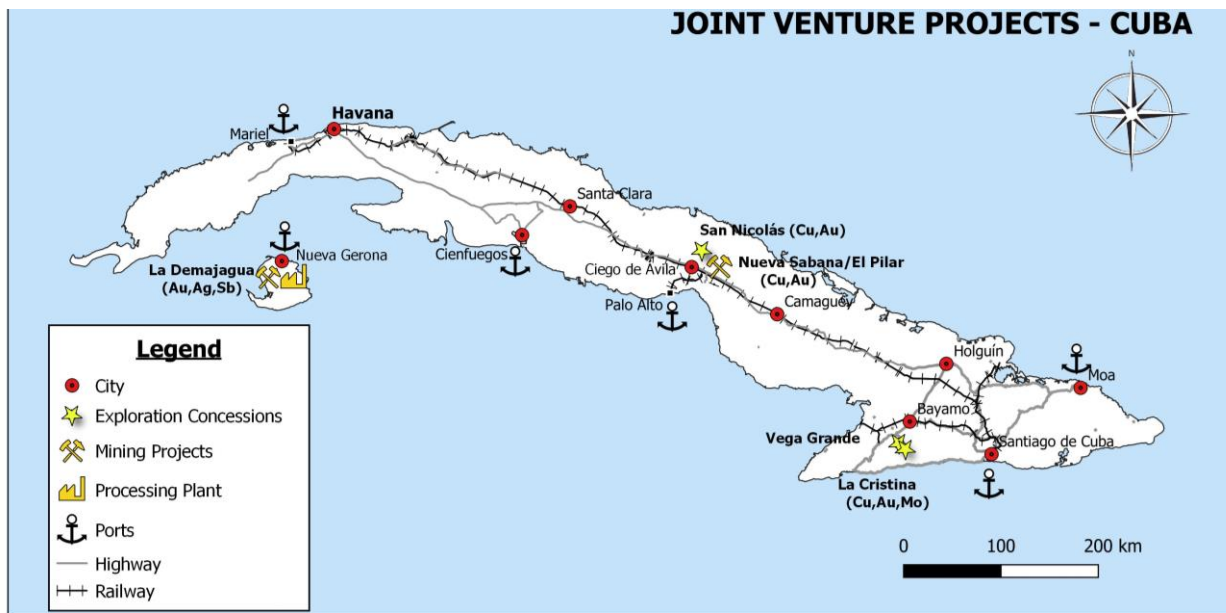 JOINT VENTURE PROJECTS - CUBA
N
Havana
Mariel
Santa Clara
San Nicolás (Cu,Au)
Nueva Gerona
Cienfuegos
La Demajagua
(Au,Ag,Sb)
Ciego de Ávila
Nueva Sabana/El Pilar
(Cu,Au)
Palo Alto
Camagüey
Holguín
Moa
Bayamo
Vega Grande
Santiago de Cuba
La Cristina
(Cu,Au,Mo)
Legend
City
Exploration Concessions
Mining Projects
Processing Plant
Ports
Highway
Railway
0 100 200 km